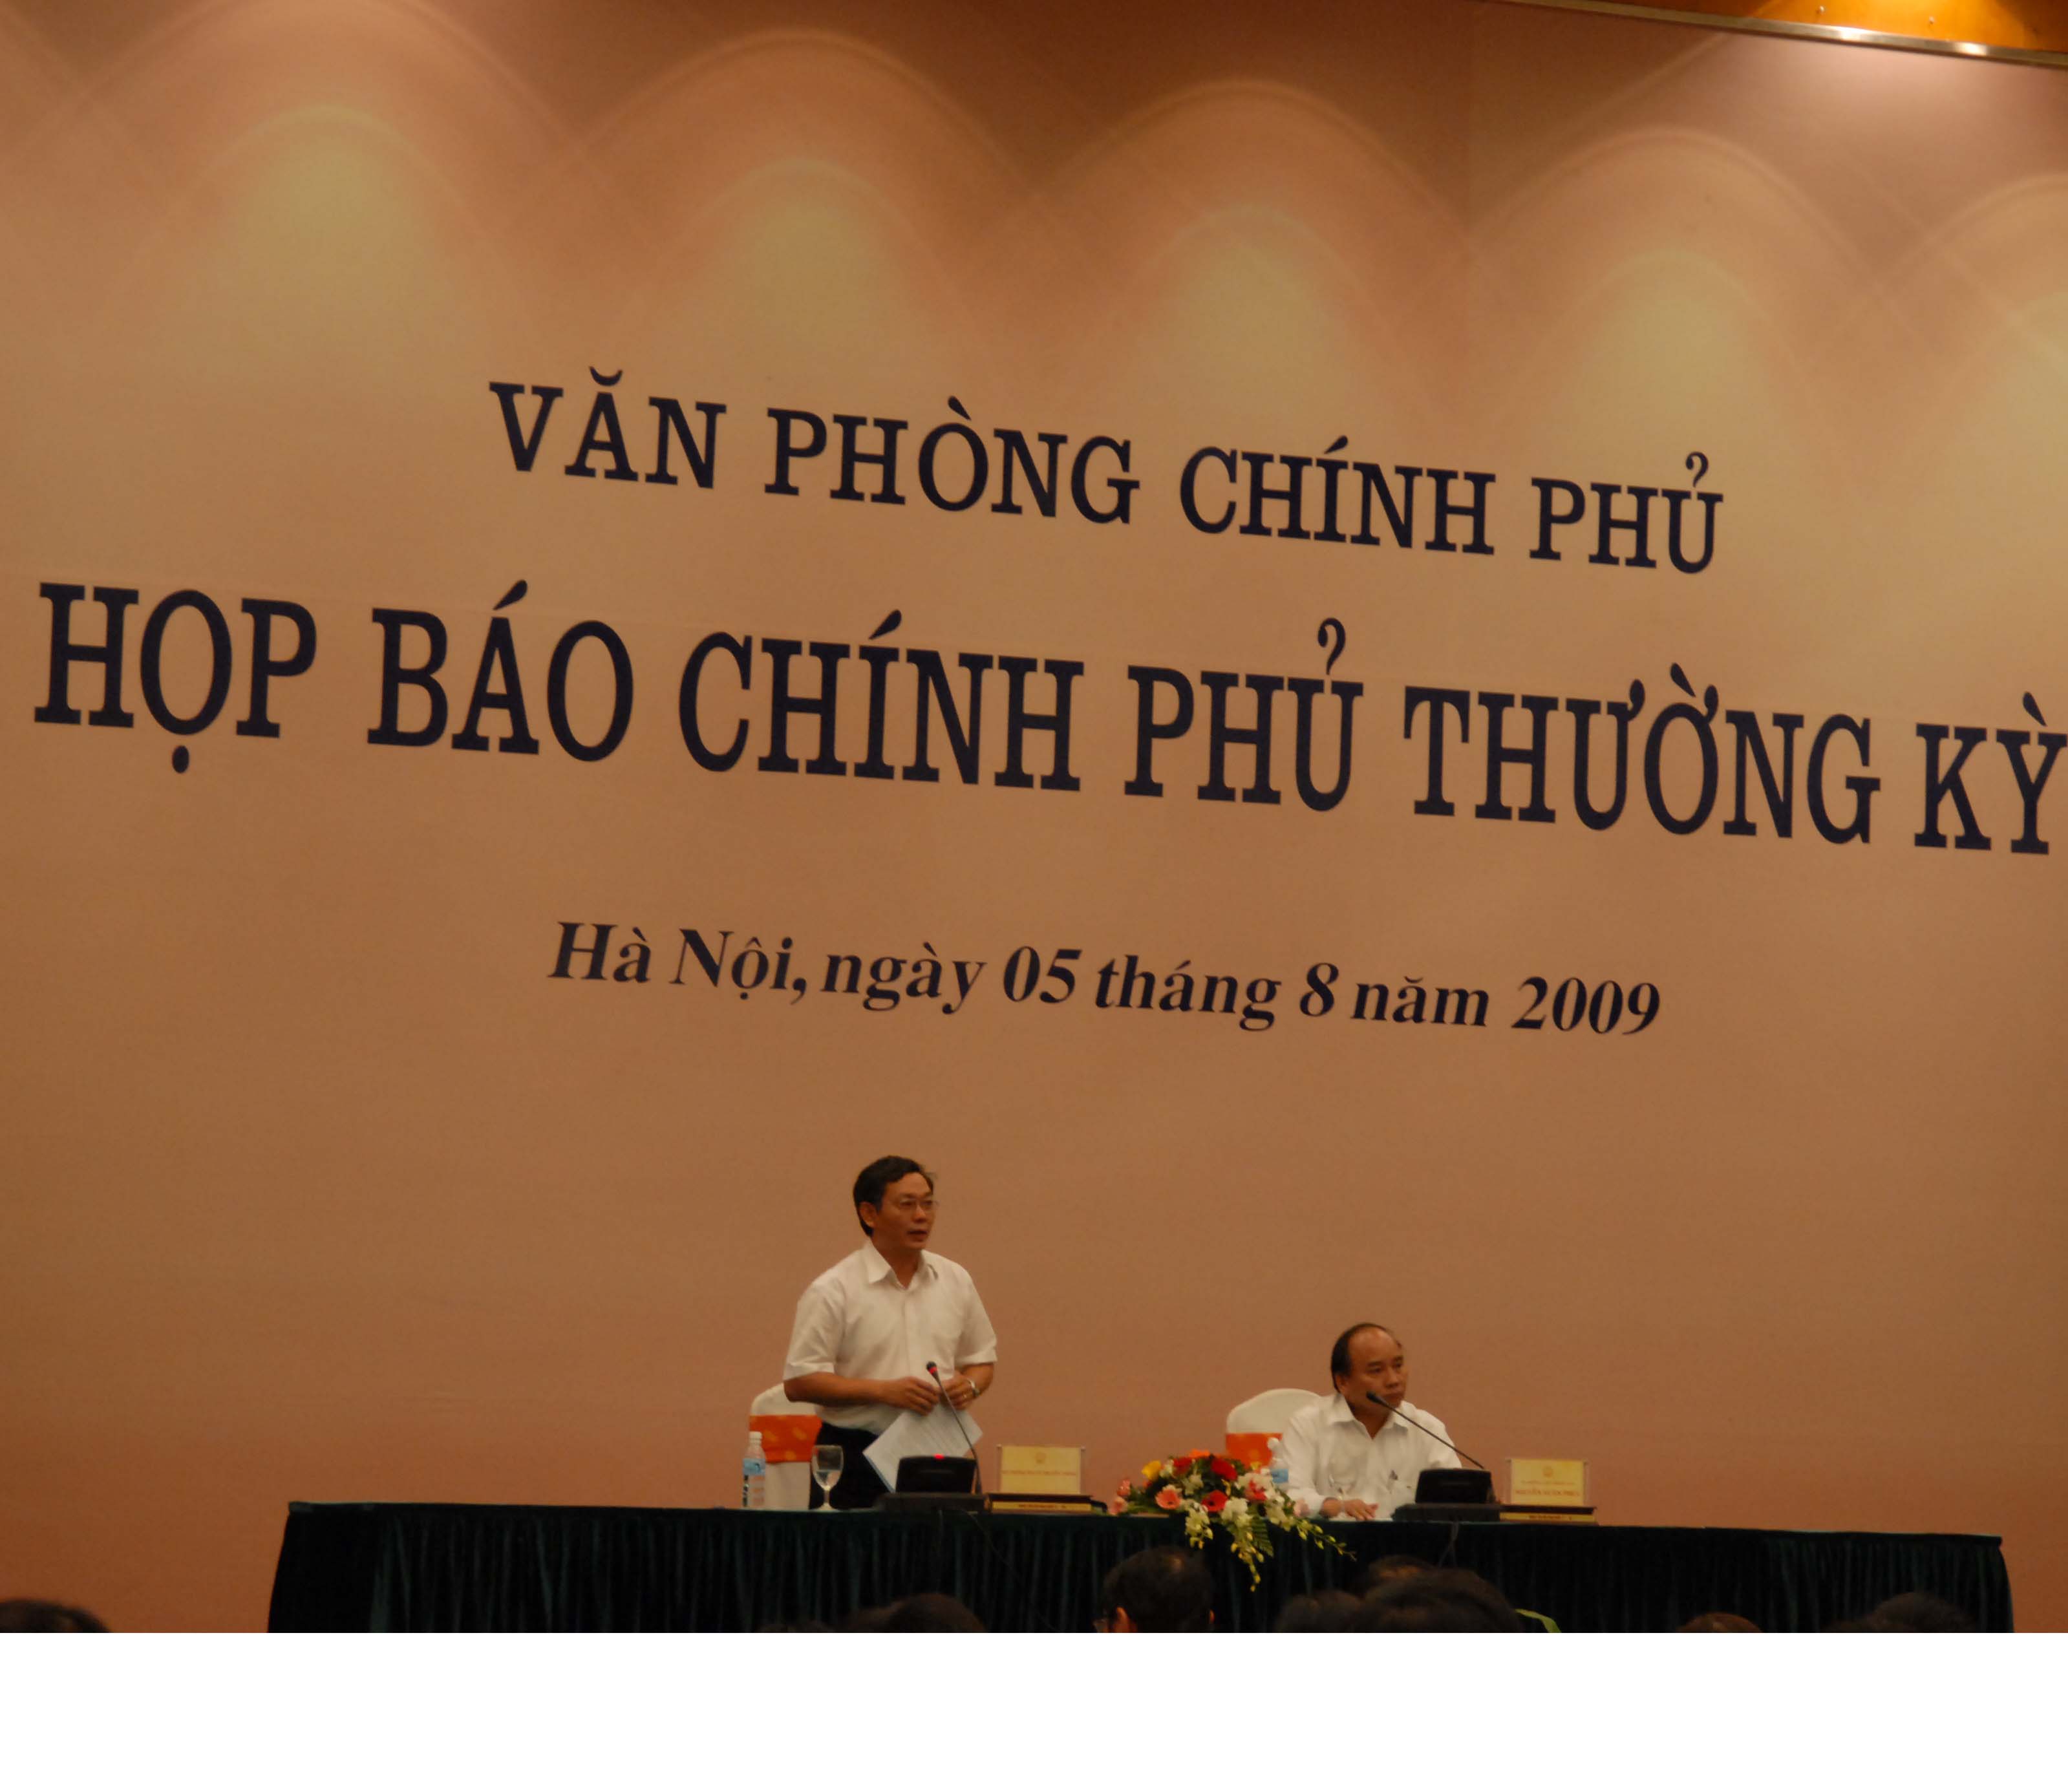 VĂN PHÒNG CHÍNH PHỦ
HỌP BÁO CHÍNH PHỦ THƯỜNG KỲ
Hà Nội, ngày 05 tháng 8 năm 2009